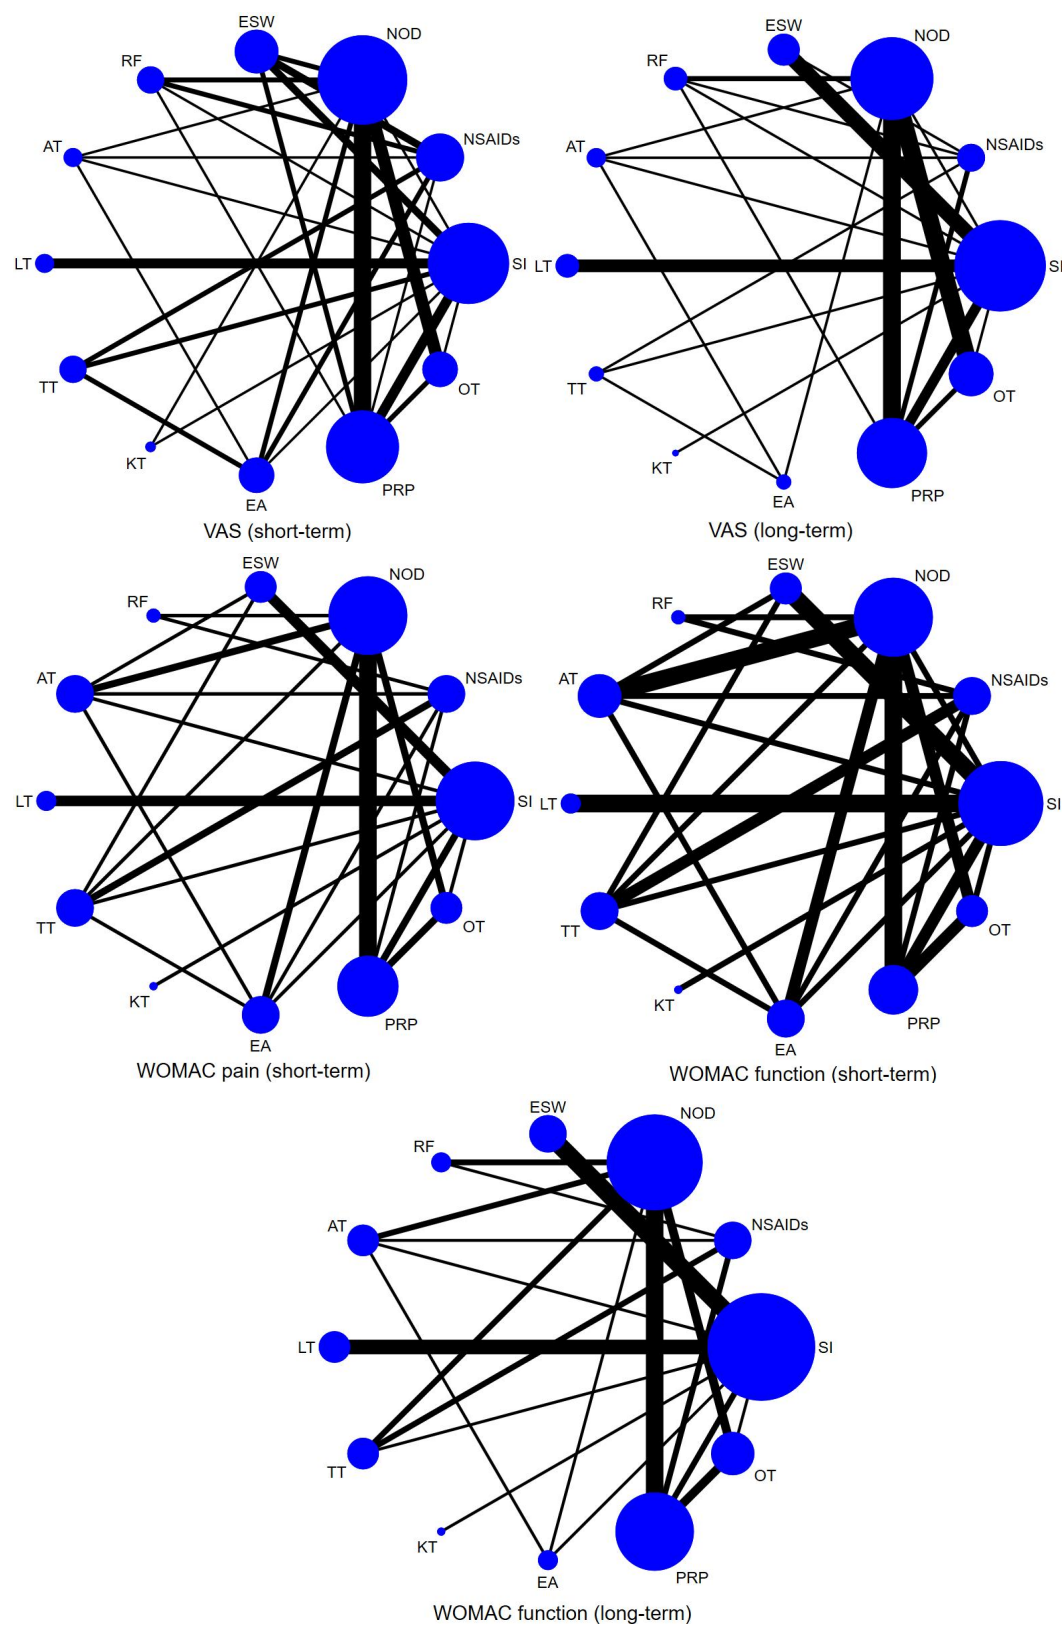 ESW
NOD
RF
NSAIDs
AT
LT
SI
TT
OT
KT
EA
PRP
VAS (short-term)
ESW
NOD
RF
NSAIDs
AT
LT
SI
TT
OT
KT
EA
PRP
VAS (long-term)
ESW
NOD
RF
NSAIDs
AT
LT
SI
TT
OT
KT
PRP
EA
WOMAC pain (short-term)
ESW
NOD
RF
NSAIDs
AT
LT
SI
TT
OT
KT
PRP
EA
WOMAC function (short-term)
ESW
NOD
RF
NSAIDs
AT
LT
SI
TT
OT
KT
PRP
EA
WOMAC function (long-term)